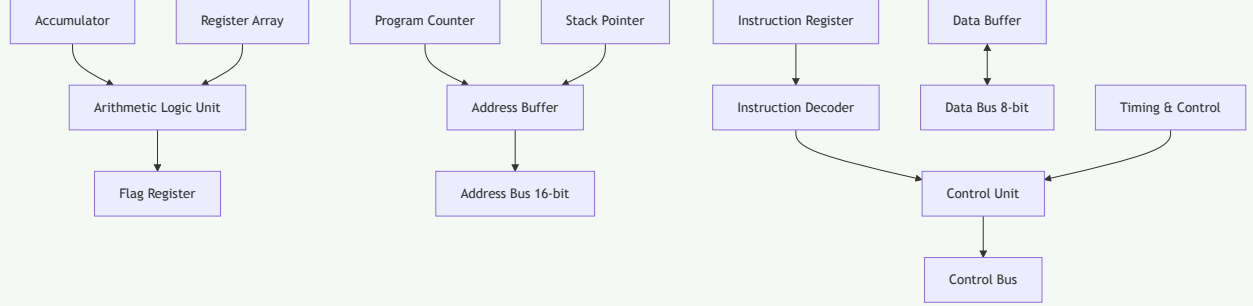 Accumulator
Register Array
Program Counter
Stack Pointer
Instruction Register
Data Buffer
Arithmetic Logic Unit
Address Buffer
Instruction Decoder
Data Bus 8-bit
Timing & Control
Flag Register
Address Bus 16-bit
Control Unit
Control Bus